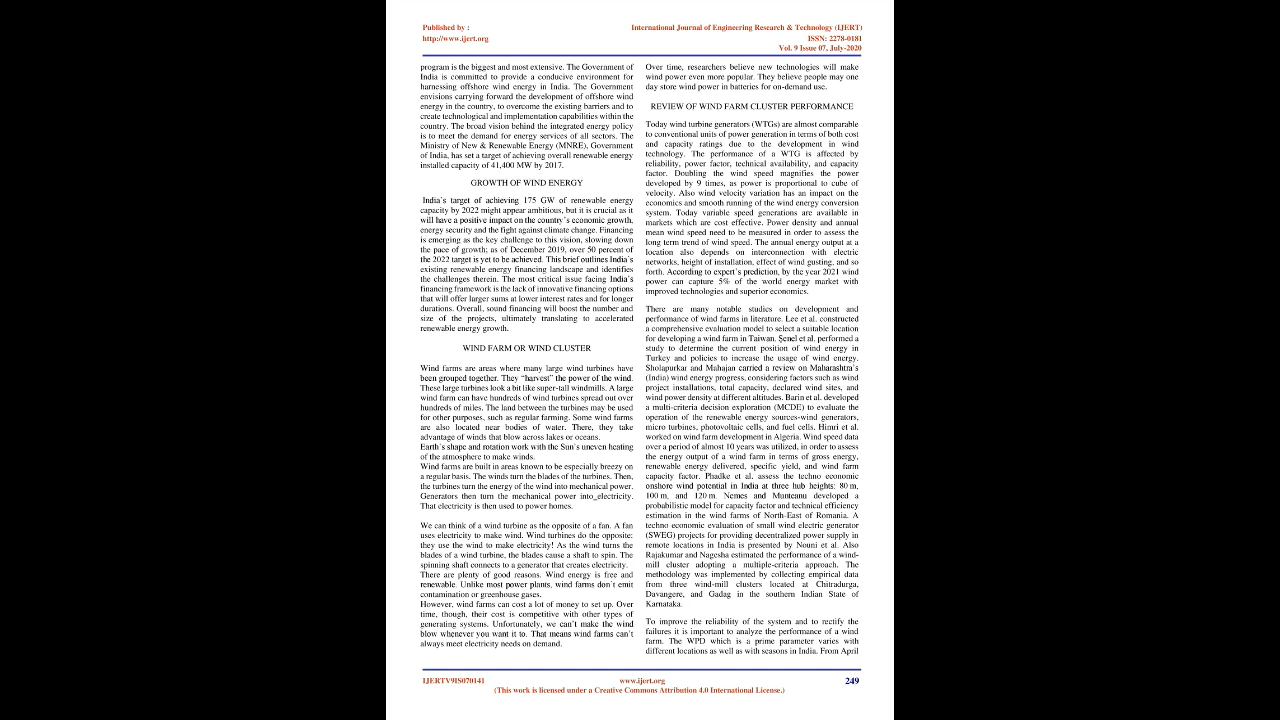 Published by :
http://www.ijert.org
International Journal of Engineering Research & Technology (IJERT)
ISSN: 2278-0181
Vol. 9 Issue 07, July-2020
program is the biggest and most extensive. The Government of
India is committed to provide a conducive environment for
harnessing offshore wind energy in India. The Government
envisions carrying forward the development of offshore wind
energy in the country, to overcome the existing barriers and to
create technological and implementation capabilities within the
country. The broad vision behind the integrated energy policy
is to meet the demand for energy services of all sectors. The
Ministry of New & Renewable Energy (MNRE), Government
of India, has set a target of achieving overall renewable energy
installed capacity of 41,400 MW by 2017.
GROWTH OF WIND ENERGY
India's target of achieving 175 GW of renewable energy
capacity by 2022 might appear ambitious, but it is crucial as it
will have a positive impact on the country's economic growth,
energy security and the fight against climate change. Financing
is emerging as the key challenge to this vision, slowing down
the pace of growth; as of December 2019, over 50 percent of
the 2022 target is yet to be achieved. This brief outlines India's
existing renewable energy financing landscape and identifies
the challenges therein. The most critical issue facing India's
financing framework is the lack of innovative financing options
that will offer larger sums at lower interest rates and for longer
durations. Overall, sound financing will boost the number and
size of the projects, ultimately translating to accelerated
renewable energy growth.
WIND FARM OR WIND CLUSTER
Wind farms are areas where many large wind turbines have
been grouped together. They “harvest” the power of the wind.
These large turbines look a bit like super-tall windmills. A large
wind farm can have hundreds of wind turbines spread out over
hundreds of miles. The land between the turbines may be used
for other purposes, such as regular farming. Some wind farms
are also located near bodies of water. There, they take
advantage of winds that blow across lakes or oceans.
Earth's shape and rotation work with the Sun's uneven heating
of the atmosphere to make winds.
Wind farms are built in areas known to be especially breezy on
a regular basis. The winds turn the blades of the turbines. Then,
the turbines turn the energy of the wind into mechanical power.
Generators then turn the mechanical power into electricity.
That electricity is then used to power homes.
We can think of a wind turbine as the opposite of a fan. A fan
uses electricity to make wind. Wind turbines do the opposite:
they use the wind to make electricity! As the wind turns the
blades of a wind turbine, the blades cause a shaft to spin. The
spinning shaft connects to a generator that creates electricity.
There are plenty of good reasons. Wind energy is free and
renewable. Unlike most power plants, wind farms don't emit
contamination or greenhouse gases.
However, wind farms can cost a lot of money to set up. Over
time, though, their cost is competitive with other types of
generating systems. Unfortunately, we can't make the wind
blow whenever you want it to. That means wind farms can't
always meet electricity needs on demand.
Over time, researchers believe new technologies will make
wind power even more popular. They believe people may one
day store wind power in batteries for on-demand use.
REVIEW OF WIND FARM CLUSTER PERFORMANCE
Today wind turbine generators (WTGs) are almost comparable
to conventional units of power generation in terms of both cost
and capacity ratings due to the development in wind
technology. The performance of a WTG is affected by
reliability, power factor, technical availability, and capacity
factor. Doubling the wind speed magnifies the power
developed by 9 times, as power is proportional to cube of
velocity. Also wind velocity variation has an impact on the
economics and smooth running of the wind energy conversion
system. Today variable speed generations are available in
markets which are cost effective. Power density and annual
mean wind speed need to be measured in order to assess the
long term trend of wind speed. The annual energy output at a
location also depends on interconnection with electric
networks, height of installation, effect of wind gusting, and so
forth. According to expert's prediction, by the year 2021 wind
power can capture 5% of the world energy market with
improved technologies and superior economics.
There are many notable studies on development and
performance of wind farms in literature. Lee et al. constructed
a comprehensive evaluation model to select a suitable location
for developing a wind farm in Taiwan. Şenel et al. performed a
study to determine the current position of wind energy in
Turkey and policies to increase the usage of wind energy.
Sholapurkar and Mahajan carried a review on Maharashtra's
(India) wind energy progress, considering factors such as wind
project installations, total capacity, declared wind sites, and
wind power density at different altitudes. Barin et al. developed
a multi-criteria decision exploration (MCDE) to evaluate the
operation of the renewable energy sources-wind generators,
micro turbines, photovoltaic cells, and fuel cells. Himri et al.
worked on wind farm development in Algeria. Wind speed data
over a period of almost 10 years was utilized, in order to assess
the energy output of a wind farm in terms of gross energy,
renewable energy delivered, specific yield, and wind farm
capacity factor. Phadke et al. assess the techno economic
onshore wind potential in India at three hub heights: 80 m,
100 m, and 120 m. Nemes and Munteanu developed a
probabilistic model for capacity factor and technical efficiency
estimation in the wind farms of North-East of Romania. A
techno economic evaluation of small wind electric generator
(SWEG) projects for providing decentralized power supply in
remote locations in India is presented by Nouni et al. Also
Rajakumar and Nagesha estimated the performance of a wind-
mill cluster adopting a multiple-criteria approach. The
methodology was implemented by collecting empirical data
from three wind-mill clusters located at Chitradurga,
Davangere, and Gadag in the southern Indian State of
Karnataka.
To improve the reliability of the system and to rectify the
failures it is important to analyze the performance of a wind
farm. The WPD which is a prime parameter varies with
different locations as well as with seasons in India. From April
IJERTV9IS070141
www.ijert.org
249
(This work is licensed under a Creative Commons Attribution 4.0 International License.)